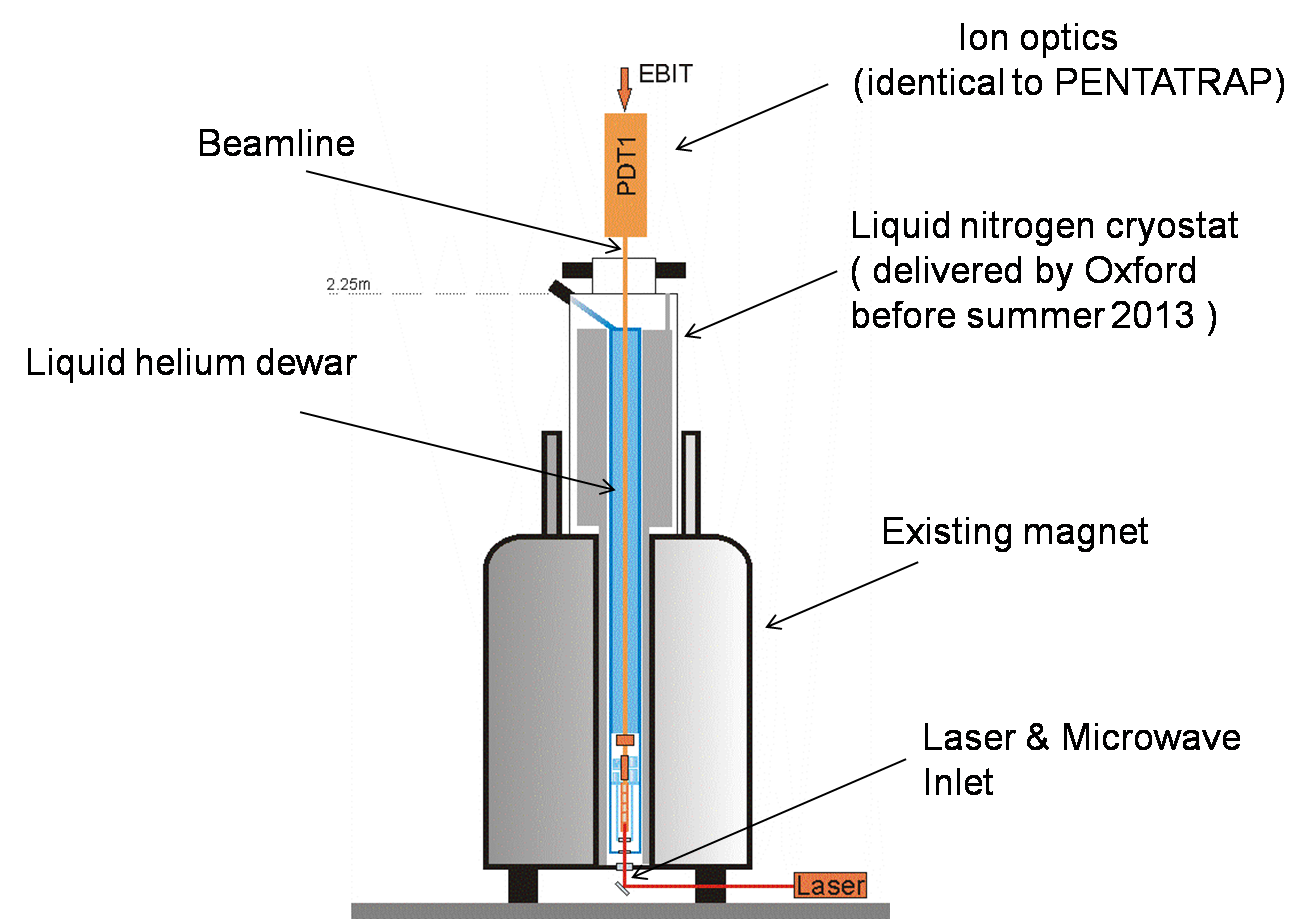 Ion optics
(identical to PENTATRAP)
EBIT
PDT1
Beamline
Liquid nitrogen cryostat
( delivered by Oxford
before summer 2013 )
2.25m
Liquid helium dewar
Existing magnet
Laser & Microwave
Inlet
Laser